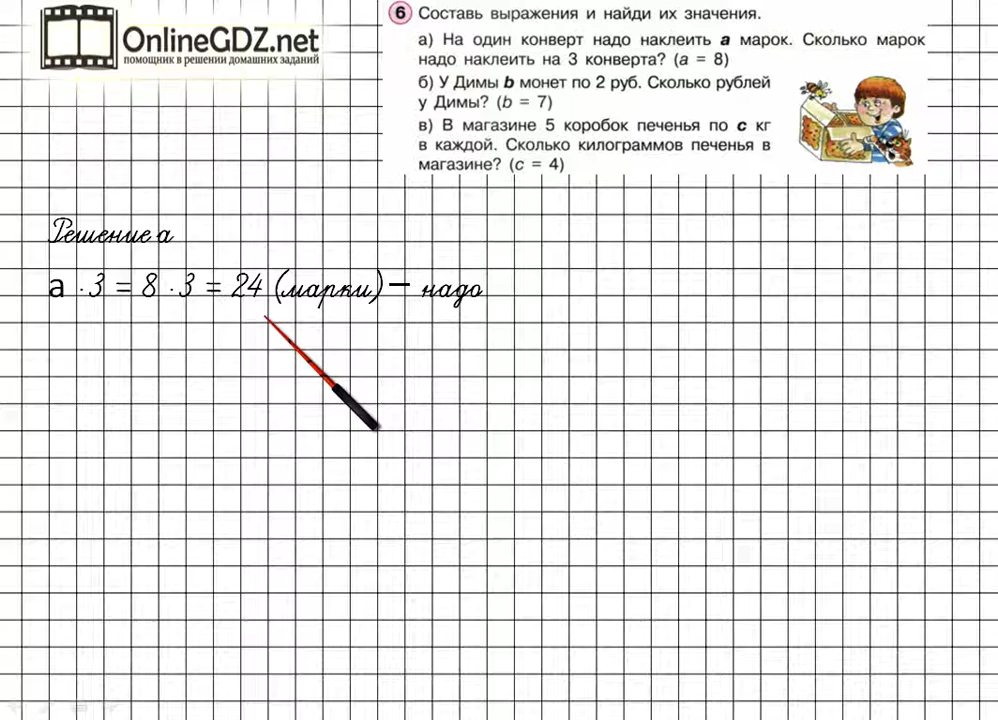 OnlineGDZ.net
помощник в решении домашних заданий
6 Составь выражения и найди их значения.
а) На один конверт надо наклеить a марок. Сколько марок
надо наклеить на 3 конверта? (a = 8)
б) У Димы b монет по 2 руб. Сколько рублей
у Димы? (b = 7)
в) В магазине 5 коробок печенья по c кг
в каждой. Сколько килограммов печенья в
магазине? (c = 4)
Решение а
а · 3 = 8 · 3 = 24 (марки) – надо